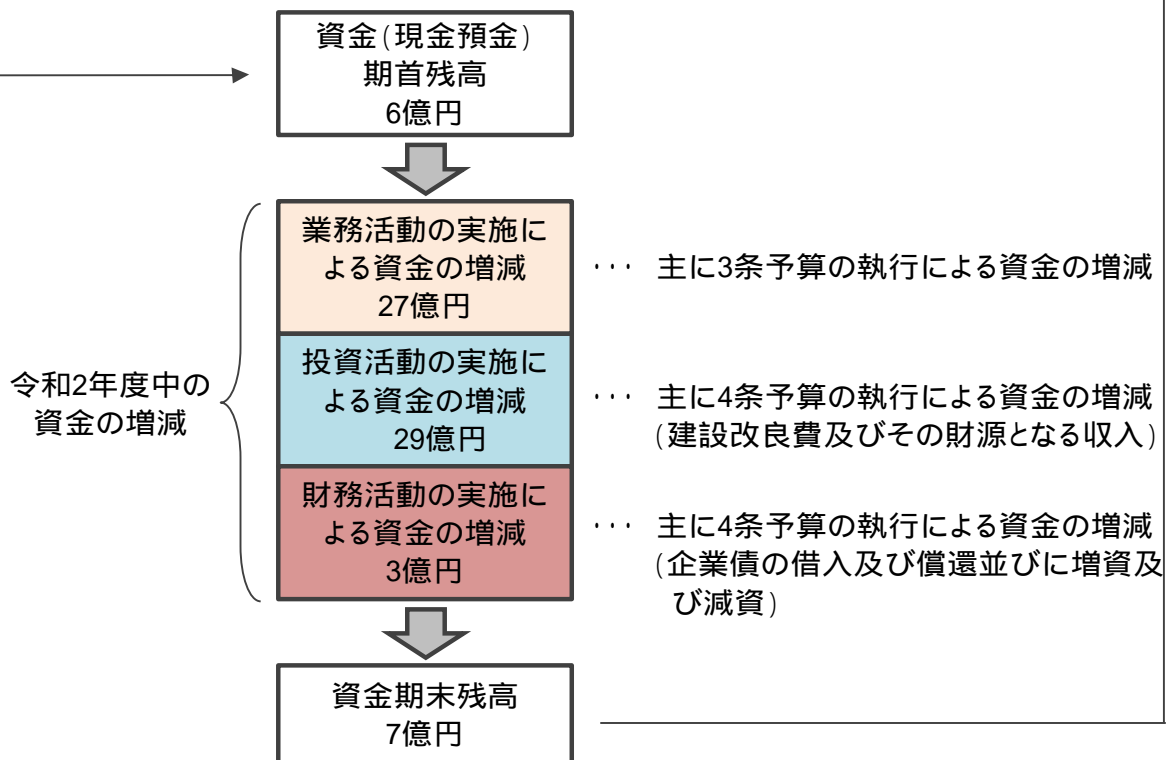 資金(現金預金)
期首残高
6億円
業務活動の実施に
よる資金の増減
27億円
･･･ 主に3条予算の執行による資金の増減
令和2年度中の
資金の増減
投資活動の実施に
よる資金の増減
29億円
･･･ 主に4条予算の執行による資金の増減
(建設改良費及びその財源となる収入)
財務活動の実施に
よる資金の増減
3億円
･･･ 主に4条予算の執行による資金の増減
(企業債の借入及び償還並びに増資及
び減資)
資金期末残高
7億円